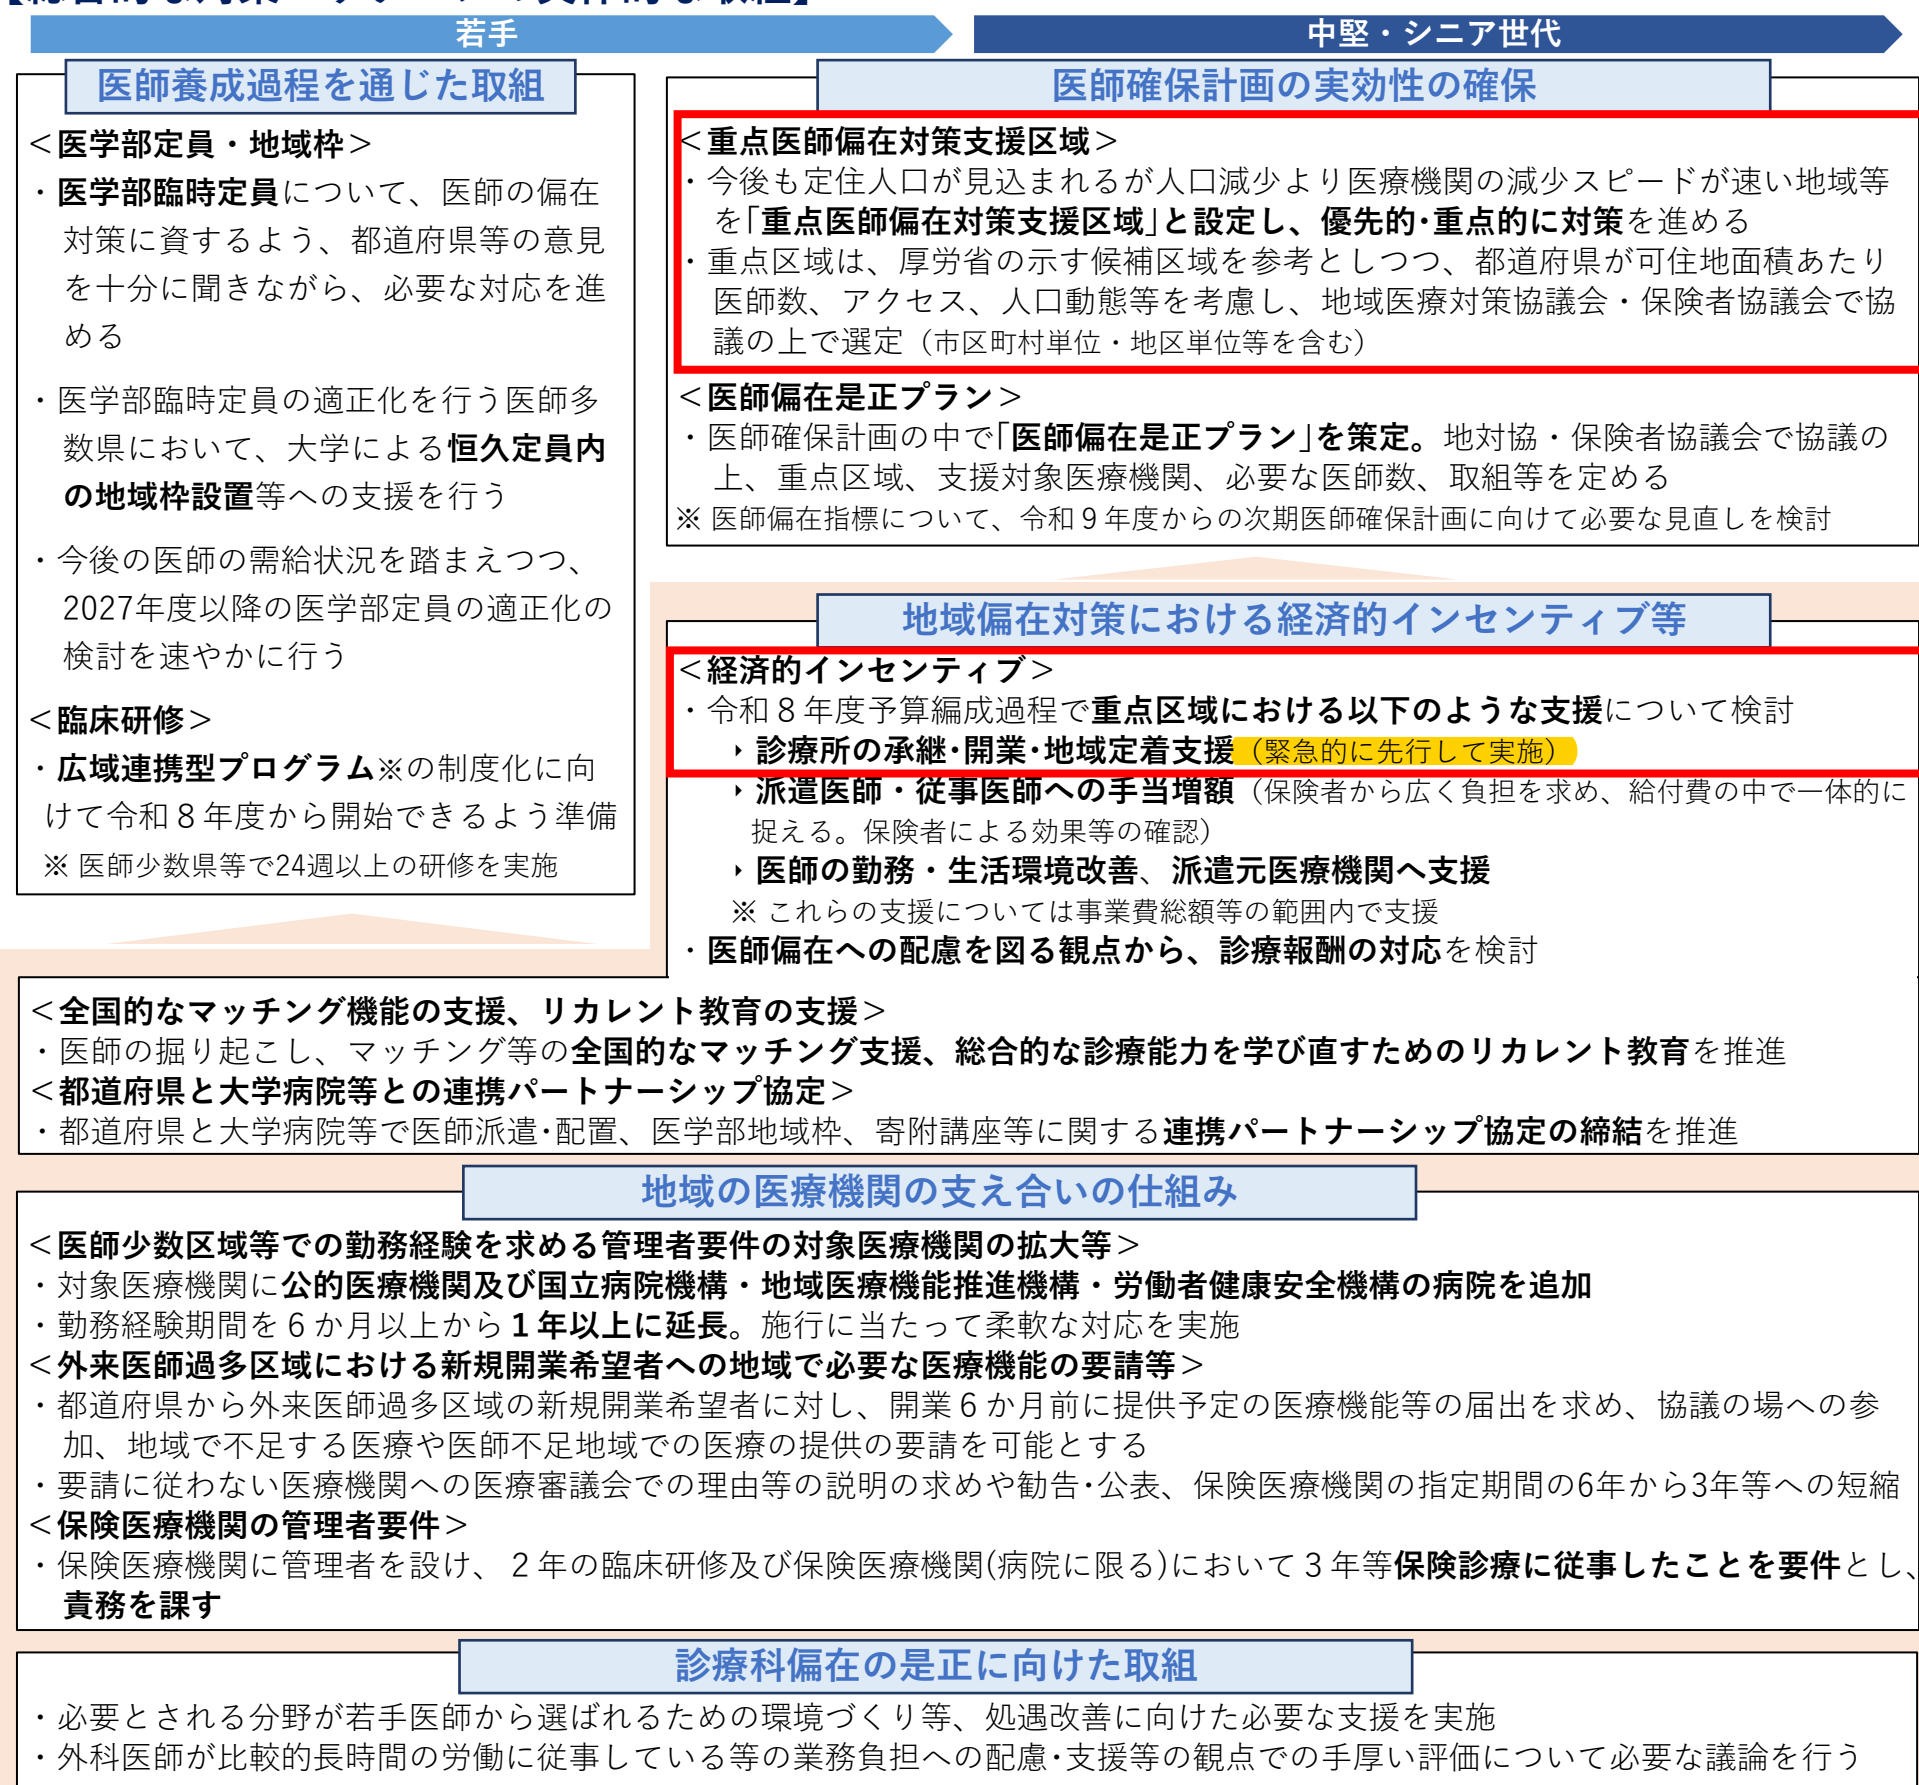 若手
中堅・シニア世代
医師養成過程を通じた取組
＜医学部定員・地域枠＞
・医学部臨時定員について、医師の偏在
対策に資するよう、都道府県等の意見
を十分に聞きながら、必要な対応を進
める
・医学部臨時定員の適正化を行う医師多
数県において、大学による恒久定員内
の地域枠設置等への支援を行う
・今後の医師の需給状況を踏まえつつ、
2027年度以降の医学部定員の適正化の
検討を速やかに行う
＜臨床研修＞
・広域連携型プログラム※の制度化に向
けて令和８年度から開始できるよう準備
※ 医師少数県等で24週以上の研修を実施
医師確保計画の実効性の確保
＜重点医師偏在対策支援区域＞
・今後も定住人口が見込まれるが人口減少より医療機関の減少スピードが速い地域等
を｢重点医師偏在対策支援区域｣と設定し、優先的･重点的に対策を進める
・重点区域は、厚労省の示す候補区域を参考としつつ、都道府県が可住地面積あたり
医師数、アクセス、人口動態等を考慮し、地域医療対策協議会・保険者協議会で協
議の上で選定（市区町村単位・地区単位等を含む）
＜医師偏在是正プラン＞
・医師確保計画の中で｢医師偏在是正プラン｣を策定。地対協・保険者協議会で協議の
上、重点区域、支援対象医療機関、必要な医師数、取組等を定める
※ 医師偏在指標について、令和９年度からの次期医師確保計画に向けて必要な見直しを検討
地域偏在対策における経済的インセンティブ等
＜経済的インセンティブ＞
・令和８年度予算編成過程で重点区域における以下のような支援について検討
‣ 診療所の承継･開業･地域定着支援（緊急的に先行して実施）
‣ 派遣医師・従事医師への手当増額（保険者から広く負担を求め、給付費の中で一体的に
捉える。保険者による効果等の確認）
‣ 医師の勤務・生活環境改善、派遣元医療機関へ支援
※ これらの支援については事業費総額等の範囲内で支援
・医師偏在への配慮を図る観点から、診療報酬の対応を検討
＜全国的なマッチング機能の支援、リカレント教育の支援＞
・医師の掘り起こし、マッチング等の全国的なマッチング支援、総合的な診療能力を学び直すためのリカレント教育を推進
＜都道府県と大学病院等との連携パートナーシップ協定＞
・都道府県と大学病院等で医師派遣･配置、医学部地域枠、寄附講座等に関する連携パートナーシップ協定の締結を推進
地域の医療機関の支え合いの仕組み
＜医師少数区域等での勤務経験を求める管理者要件の対象医療機関の拡大等＞
・対象医療機関に公的医療機関及び国立病院機構・地域医療機能推進機構・労働者健康安全機構の病院を追加
・勤務経験期間を６か月以上から１年以上に延長。施行に当たって柔軟な対応を実施
＜外来医師過多区域における新規開業希望者への地域で必要な医療機能の要請等＞
・都道府県から外来医師過多区域の新規開業希望者に対し、開業６か月前に提供予定の医療機能等の届出を求め、協議の場への参
加、地域で不足する医療や医師不足地域での医療の提供の要請を可能とする
・要請に従わない医療機関への医療審議会での理由等の説明の求めや勧告･公表、保険医療機関の指定期間の6年から3年等への短縮
＜保険医療機関の管理者要件＞
・保険医療機関に管理者を設け、２年の臨床研修及び保険医療機関(病院に限る)において３年等保険診療に従事したことを要件とし、
責務を課す
診療科偏在の是正に向けた取組
・必要とされる分野が若手医師から選ばれるための環境づくり等、処遇改善に向けた必要な支援を実施
・外科医師が比較的長時間の労働に従事している等の業務負担への配慮･支援等の観点での手厚い評価について必要な議論を行う